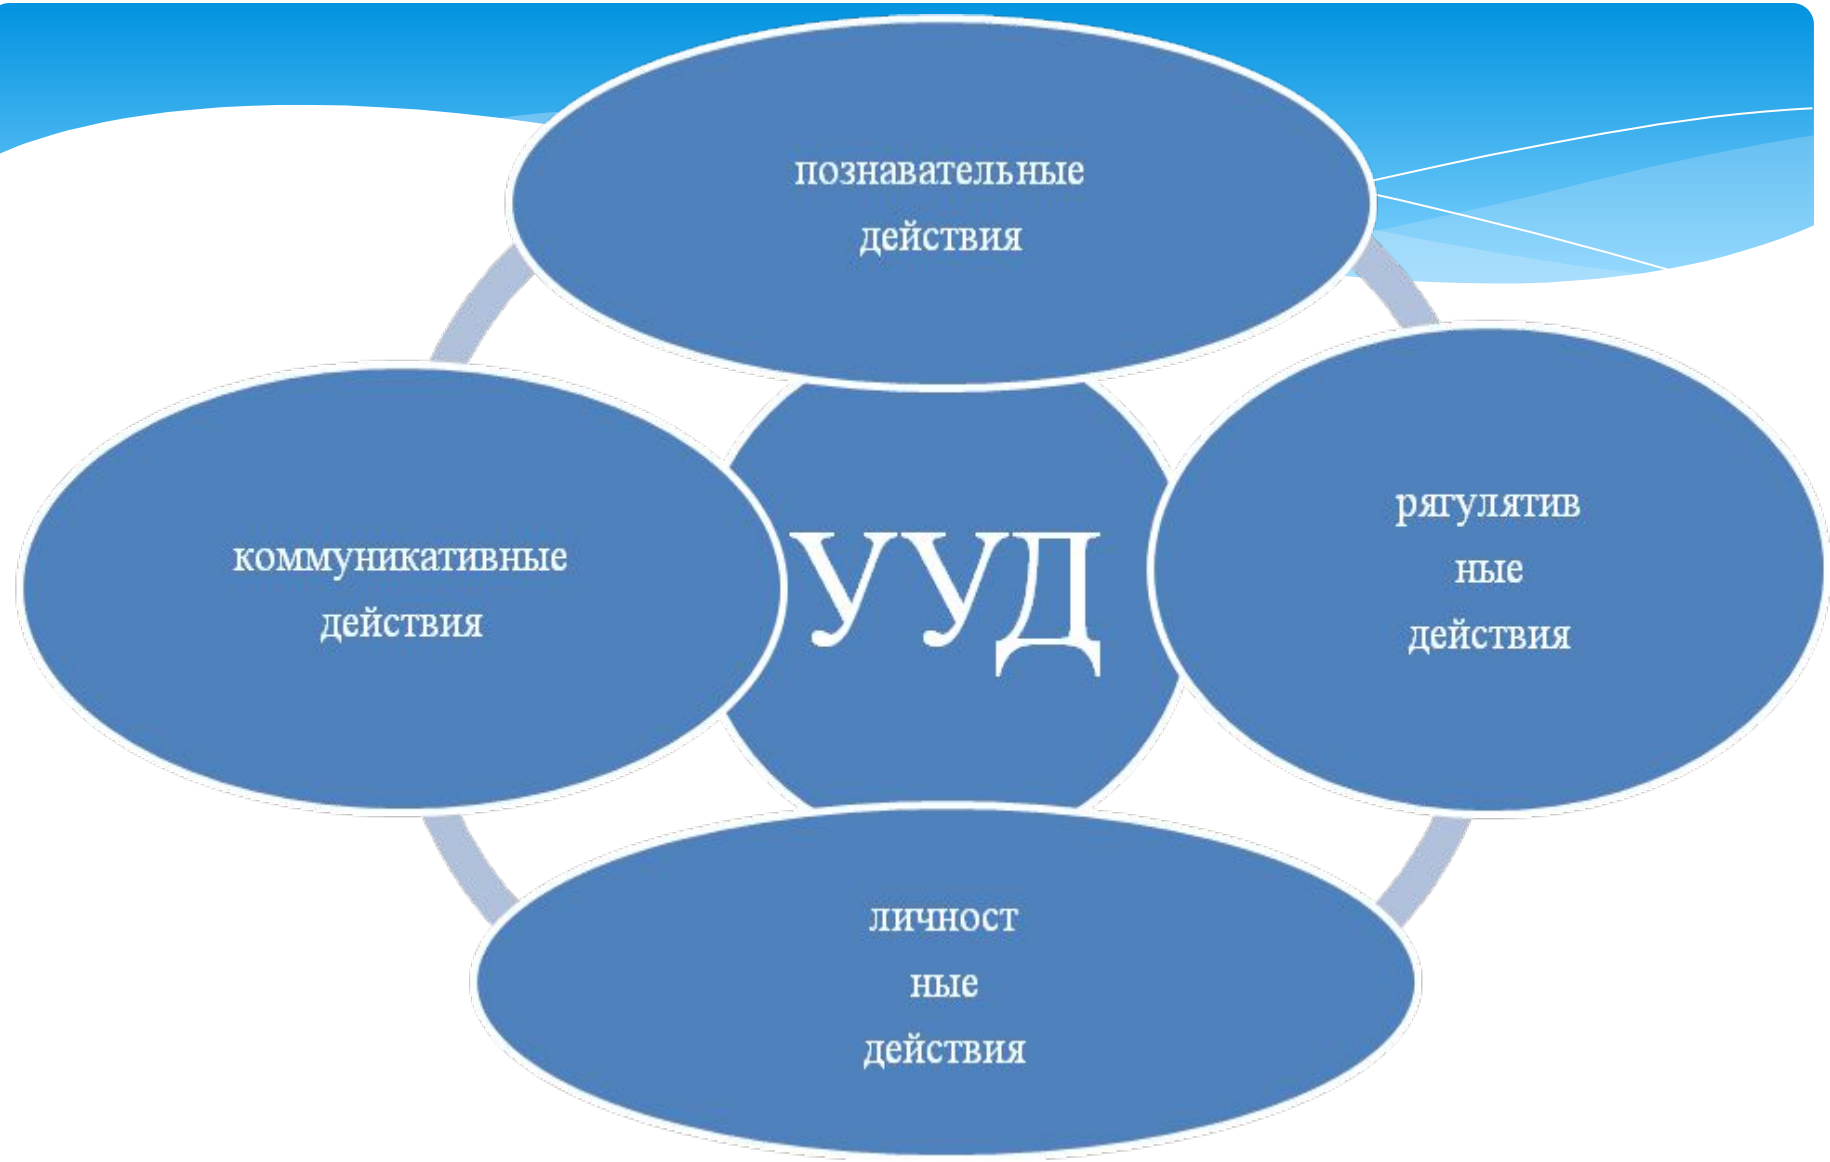 познавательные
действия
коммуникативные
действия
УУД
рягулятив
ные
действия
личност
ные
действия